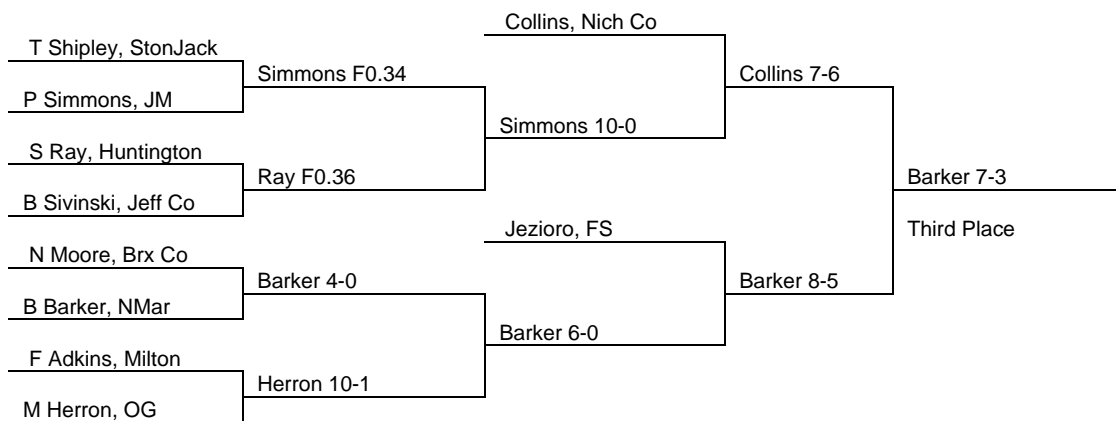 Collins, Nich Co
T Shipley, StonJack
Simmons F0.34
Collins 7-6
P Simmons, JM
Simmons 10-0
S Ray, Huntington
Ray F0.36
Barker 7-3
B Sivinski, Jeff Co
Jezioro, FS
Third Place
N Moore, Brx Co
Barker 4-0
Barker 8-5
B Barker, NMar
Barker 6-0
F Adkins, Milton
Herron 10-1
M Herron, OG